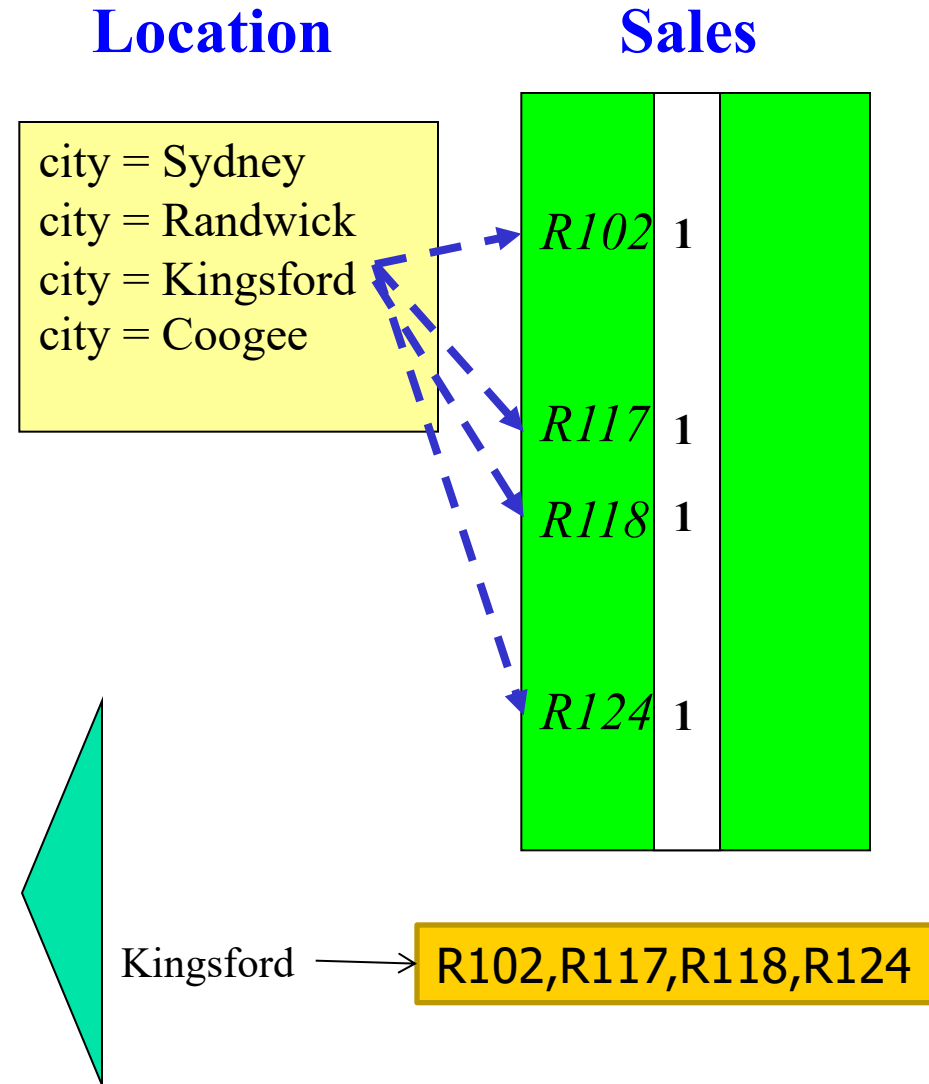 Location
Sales
city = Sydney
city = Randwick
city = Kingsford
city = Coogee
R102 1
R117 1
R118 1
R124 1
Kingsford
R102,R117,R118,R124